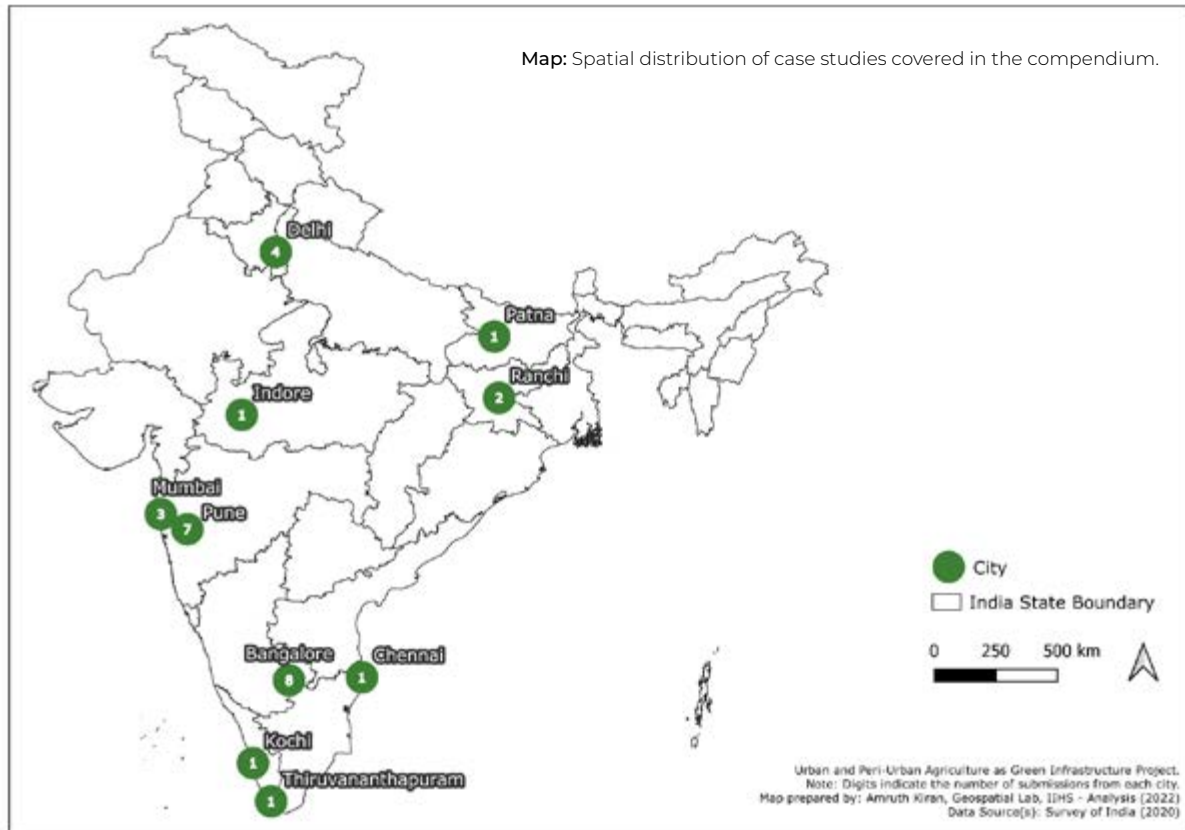 Map: Spatial distribution of case studies covered in the compendium.
Delhi
4
Patna
1
Ranchi
2
Indore
1
Mumbai
3
Pune
7
Bangalore
8
Chennai
1
Kochi
1
Thiruvananthapuram
1
City
India State Boundary
0 250 500 km
Urban and Peri-Urban Agriculture as Green Infrastructure Project.
Note: Digits indicate the number of submissions from each city.
Map prepared by: Amruth Kiran, Geospatial Lab, IIHS - Analysis (2022)
Data Source(s): Survey of India (2020)